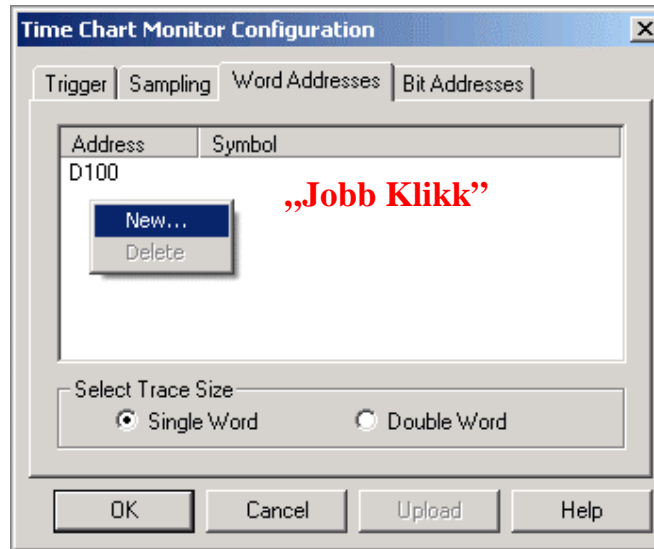 Time Chart Monitor Configuration
Trigger Sampling Word Addresses Bit Addresses
Address Symbol
D100
„Jobb Klikk”
New...
Delete
Select Trace Size
Single Word Double Word
OK Cancel Upload Help